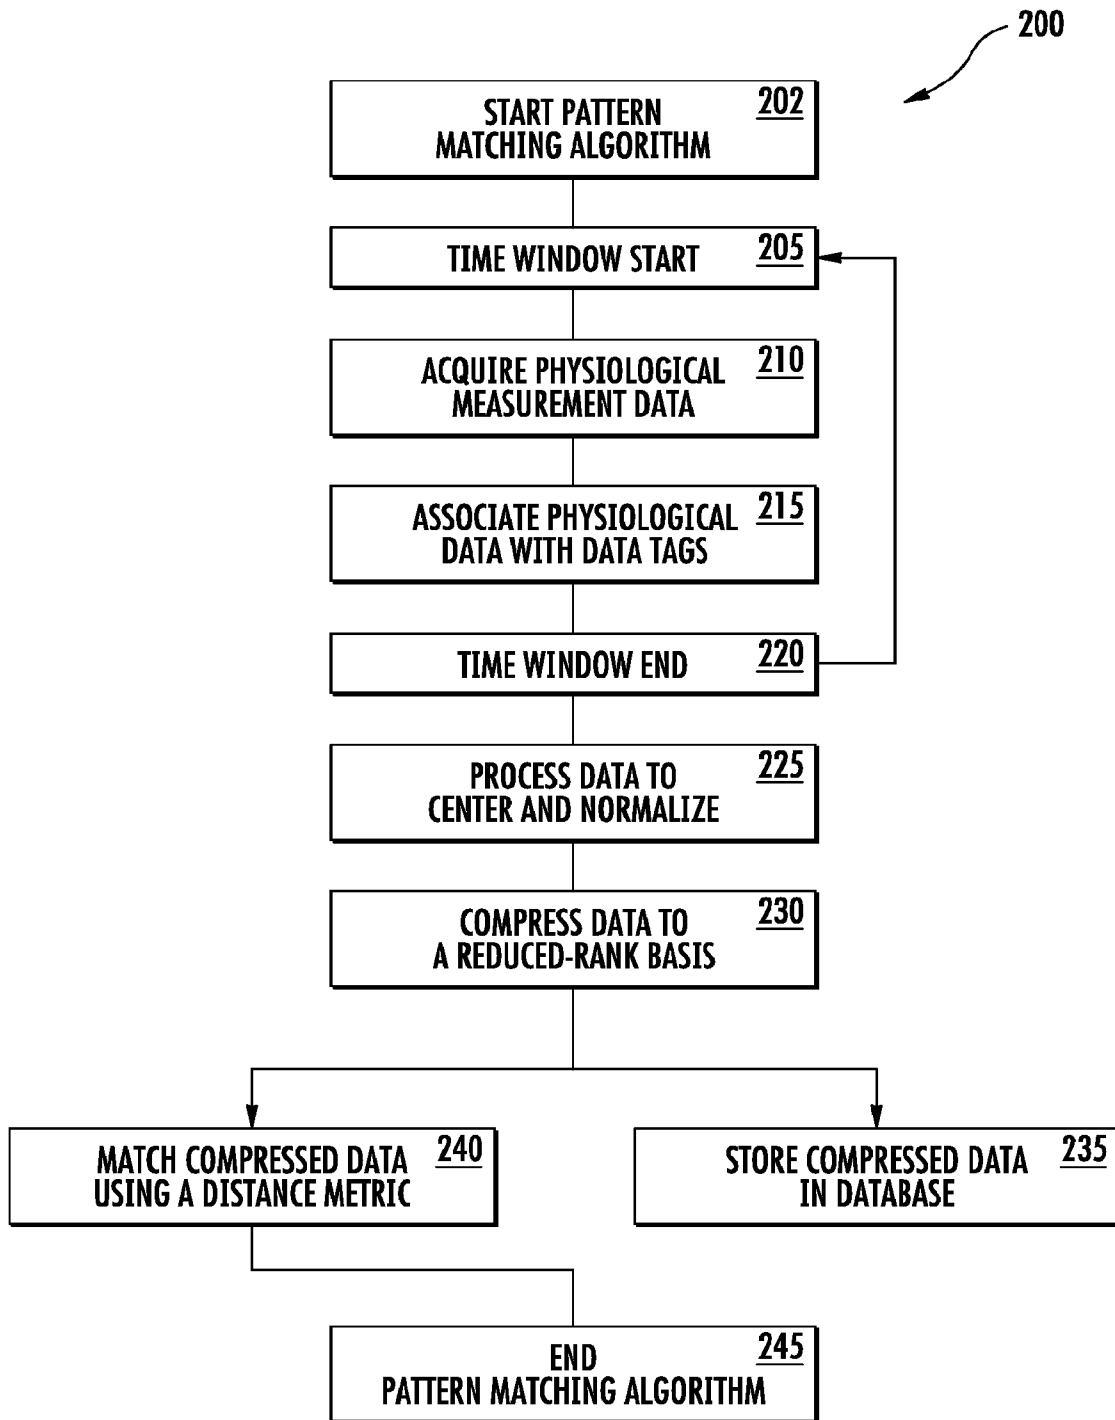 200
START PATTERN 202
MATCHING ALGORITHM
TIME WINDOW START 205
ACQUIRE PHYSIOLOGICAL 210
MEASUREMENT DATA
ASSOCIATE PHYSIOLOGICAL 215
DATA WITH DATA TAGS
TIME WINDOW END 220
PROCESS DATA TO 225
CENTER AND NORMALIZE
COMPRESS DATA TO 230
A REDUCED-RANK BASIS
MATCH COMPRESSED DATA 240
USING A DISTANCE METRIC
STORE COMPRESSED DATA 235
IN DATABASE
END 245
PATTERN MATCHING ALGORITHM